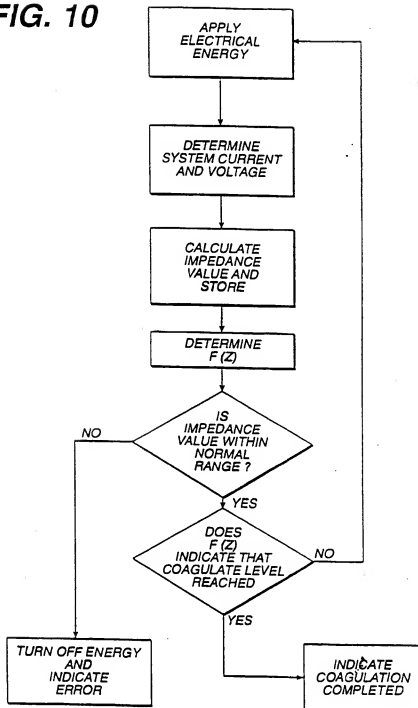 FIG. 10
APPLY
ELECTRICAL
ENERGY
DETERMINE
SYSTEM CURRENT
AND VOLTAGE
CALCULATE
IMPEDANCE
VALUE AND
STORE
DETERMINE
F (Z)
IS
IMPEDANCE
VALUE WITHIN
NORMAL
RANGE ?
NO
YES
DOES
F (Z)
INDICATE THAT
COAGULATE LEVEL
REACHED
NO
YES
TURN OFF ENERGY
AND
INDICATE
ERROR
INDICATE
COAGULATION
COMPLETED